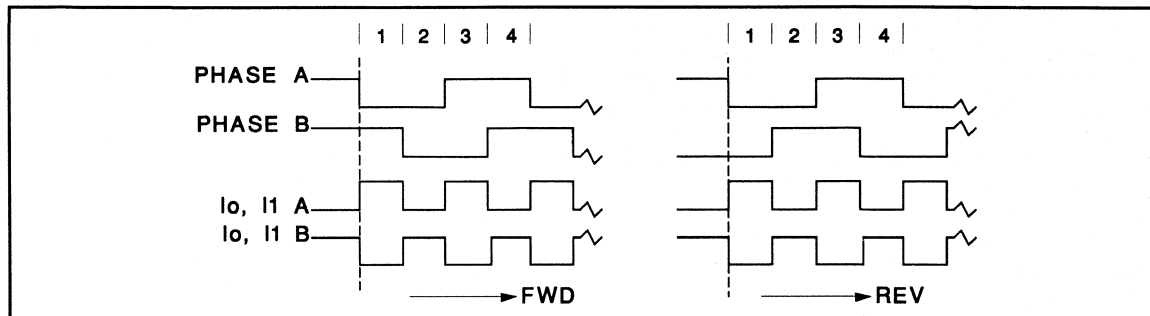 1 2 3 4 1 2 3 4
PHASE A
PHASE B
Io, I1 A
Io, I1 B
FWD REV